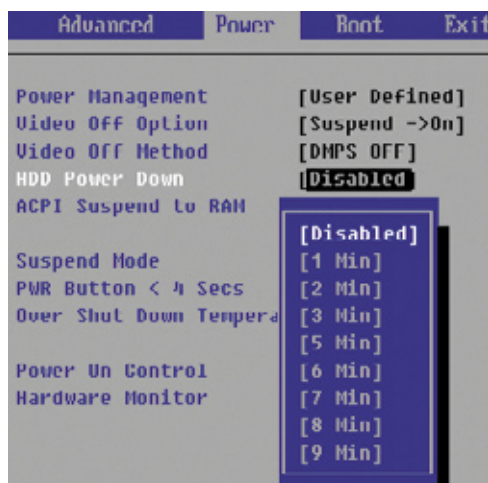 Advanced Power Boot Exit
Power Management [User Defined]
Video Off Option [Suspend ->On]
Video Off Method [DMPS OFF]
HDD Power Down [Disabled]
ACPI Suspend to RAM
[Disabled]
Suspend Mode [1 Min]
PWR Button < 4 Secs [2 Min]
Over Shut Down Tempera [3 Min]
[5 Min]
Power Un Control [6 Min]
Hardware Monitor [7 Min]
[8 Min]
[9 Min]